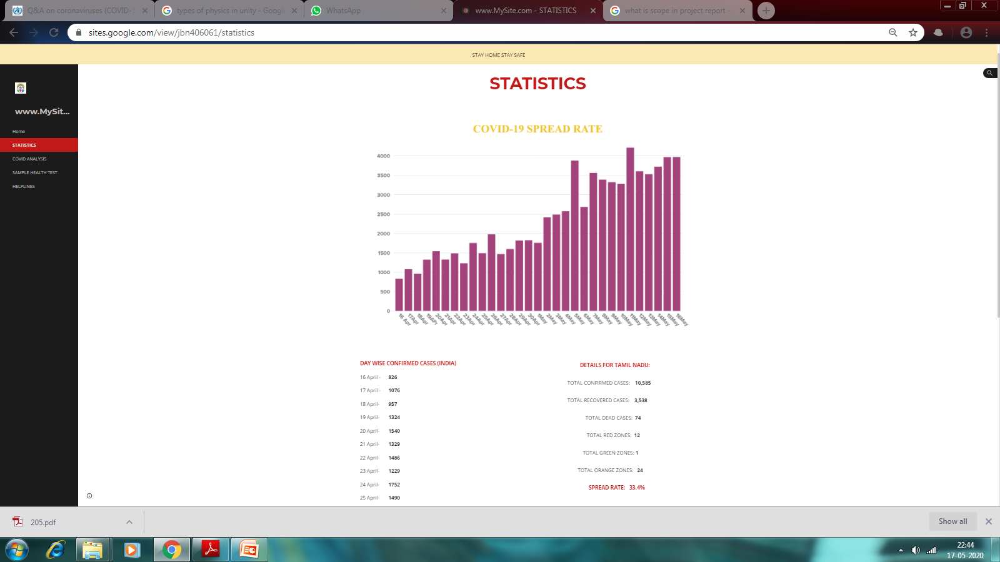 Q&A on coronaviruses (COVID-1
types of physics in unity - Googl
WhatsApp
www.MySite.com - STATISTICS
what is scope in project report -
sites.google.com/view/jbn406061/statistics
STAY HOME STAY SAFE
www.MySit...
Home
STATISTICS
COVID ANALYSIS
SAMPLE HEALTH TEST
HELPLINES
STATISTICS
COVID-19 SPREAD RATE
4000
3500
3000
2500
2000
1500
1000
500
0
16 Apr
17Apr
18Apr
19APr
20Apr
21Apr
22Apr
23Apr
24Apr
25Apr
26Apr
27Apr
28Apr
29Apr
30Apr
1May
2May
3May
4May
5May
6May
7May
8May
9May
10May
11May
12May
13May
14May
15May
16May
DAY WISE CONFIRMED CASES (INDIA)
16 April - 826
17 April - 1076
18 April- 957
19 April- 1324
20 April- 1540
21 April- 1329
22 April- 1486
23 April- 1229
24 April- 1752
25 April- 1490
DETAILS FOR TAMIL NADU:
TOTAL CONFIRMED CASES: 10,585
TOTAL RECOVERED CASES: 3,538
TOTAL DEAD CASES: 74
TOTAL RED ZONES: 12
TOTAL GREEN ZONES: 1
TOTAL ORANGE ZONES: 24
SPREAD RATE: 33.4%
205.pdf
Show all
22:44
17-05-2020